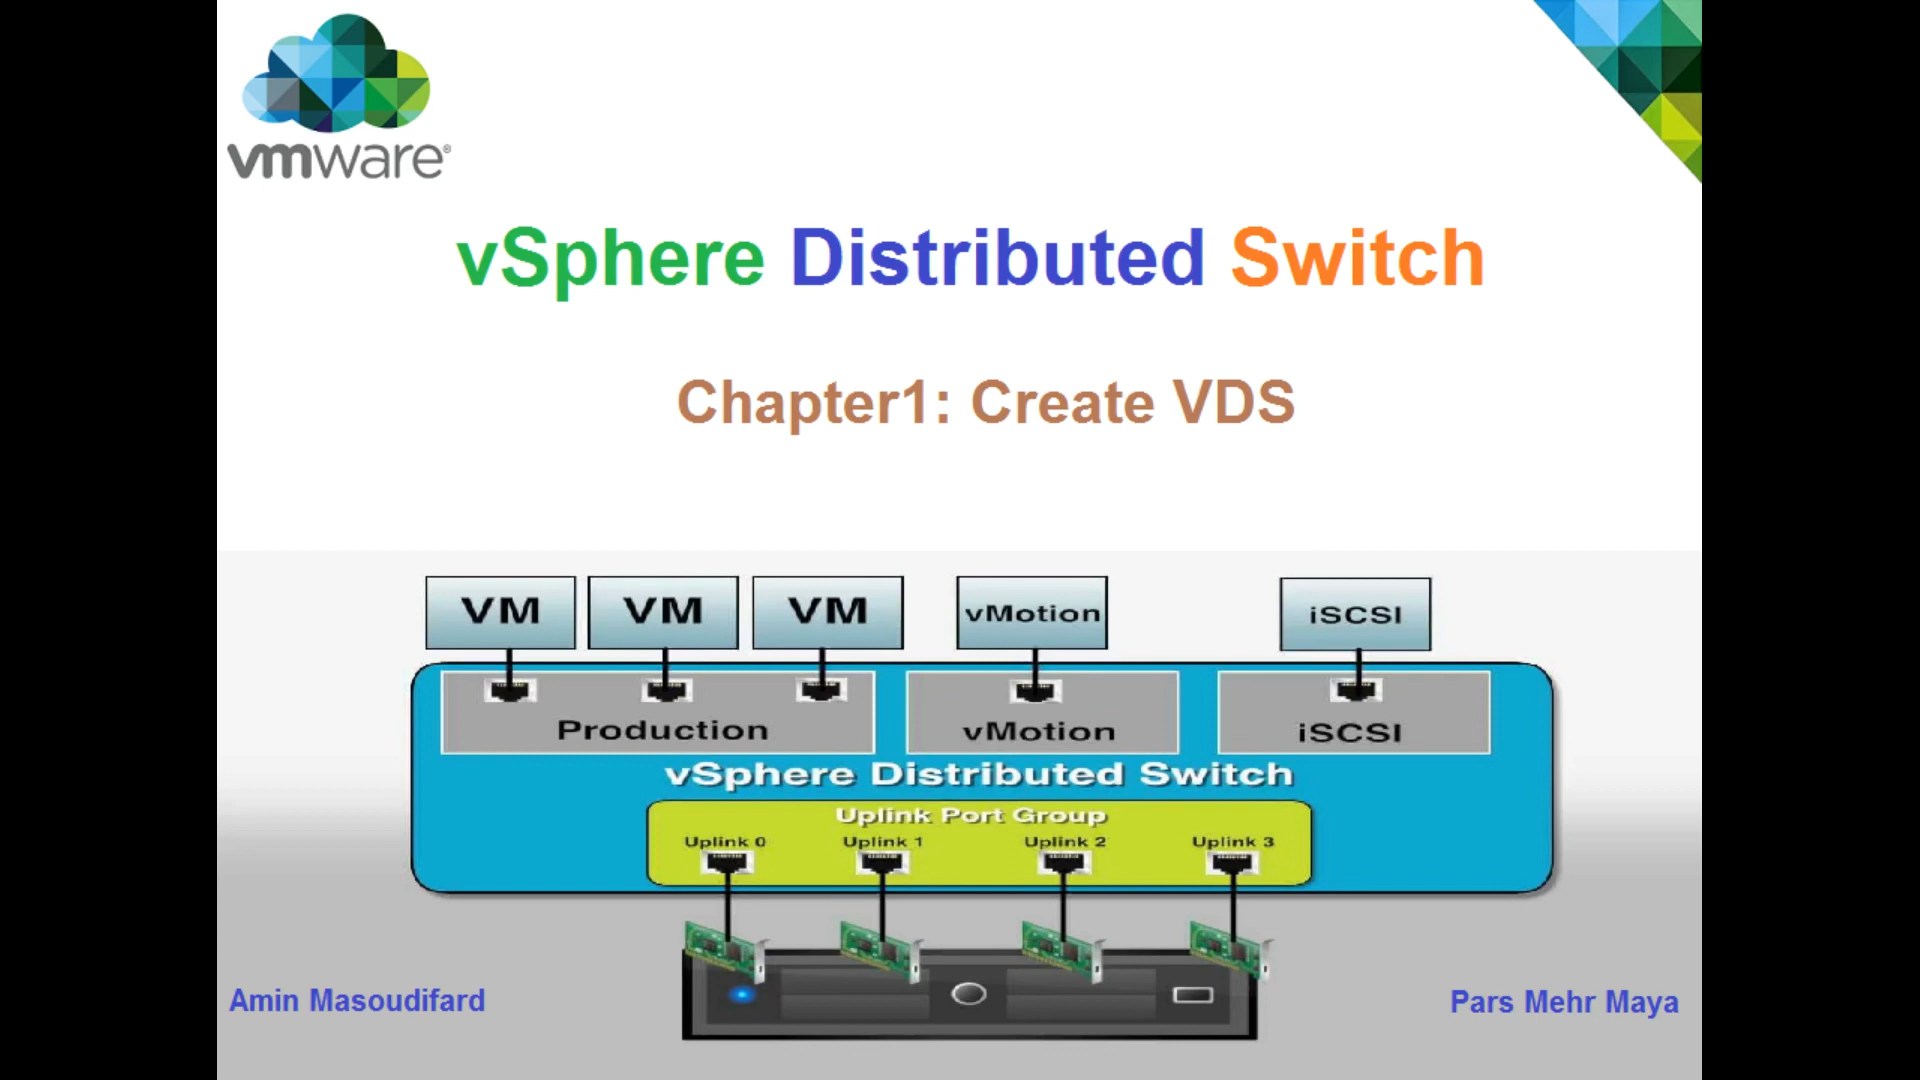 vmware®
vSphere Distributed Switch
Chapter1: Create VDS
VM VM VM vMotion iSCSI
Production vMotion iSCSI
vSphere Distributed Switch
Uplink Port Group
Uplink 0 Uplink 1 Uplink 2 Uplink 3
Amin Masoudifard Pars Mehr Maya